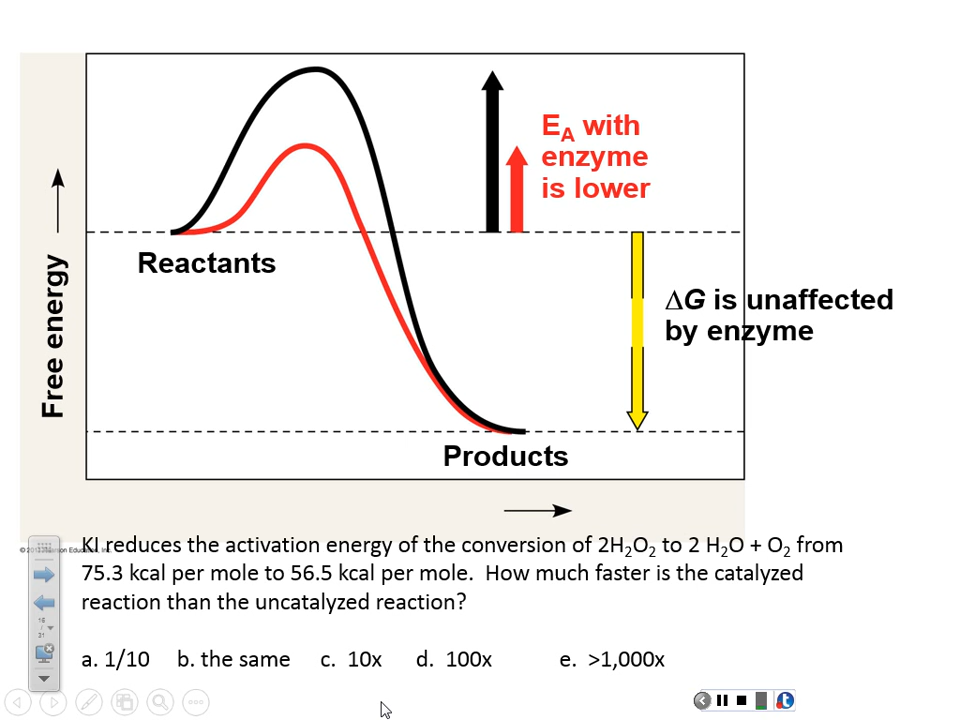 E_A with
enzyme
is lower
Reactants
Free energy
ΔG is unaffected
by enzyme
Products
KI reduces the activation energy of the conversion of 2H₂O₂ to 2 H₂O + O₂ from
75.3 kcal per mole to 56.5 kcal per mole. How much faster is the catalyzed
reaction than the uncatalyzed reaction?
a. 1/10 b. the same c. 10x d. 100x e. >1,000x
16
/
21